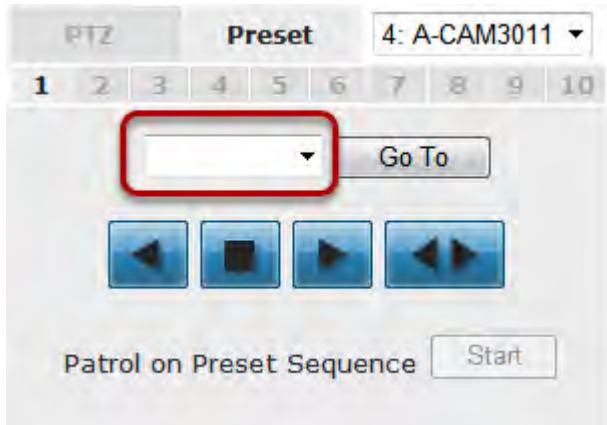 PTZ Preset 4: A-CAM3011
1 2 3 4 5 6 7 8 9 10
Go To
Patrol on Preset Sequence Start